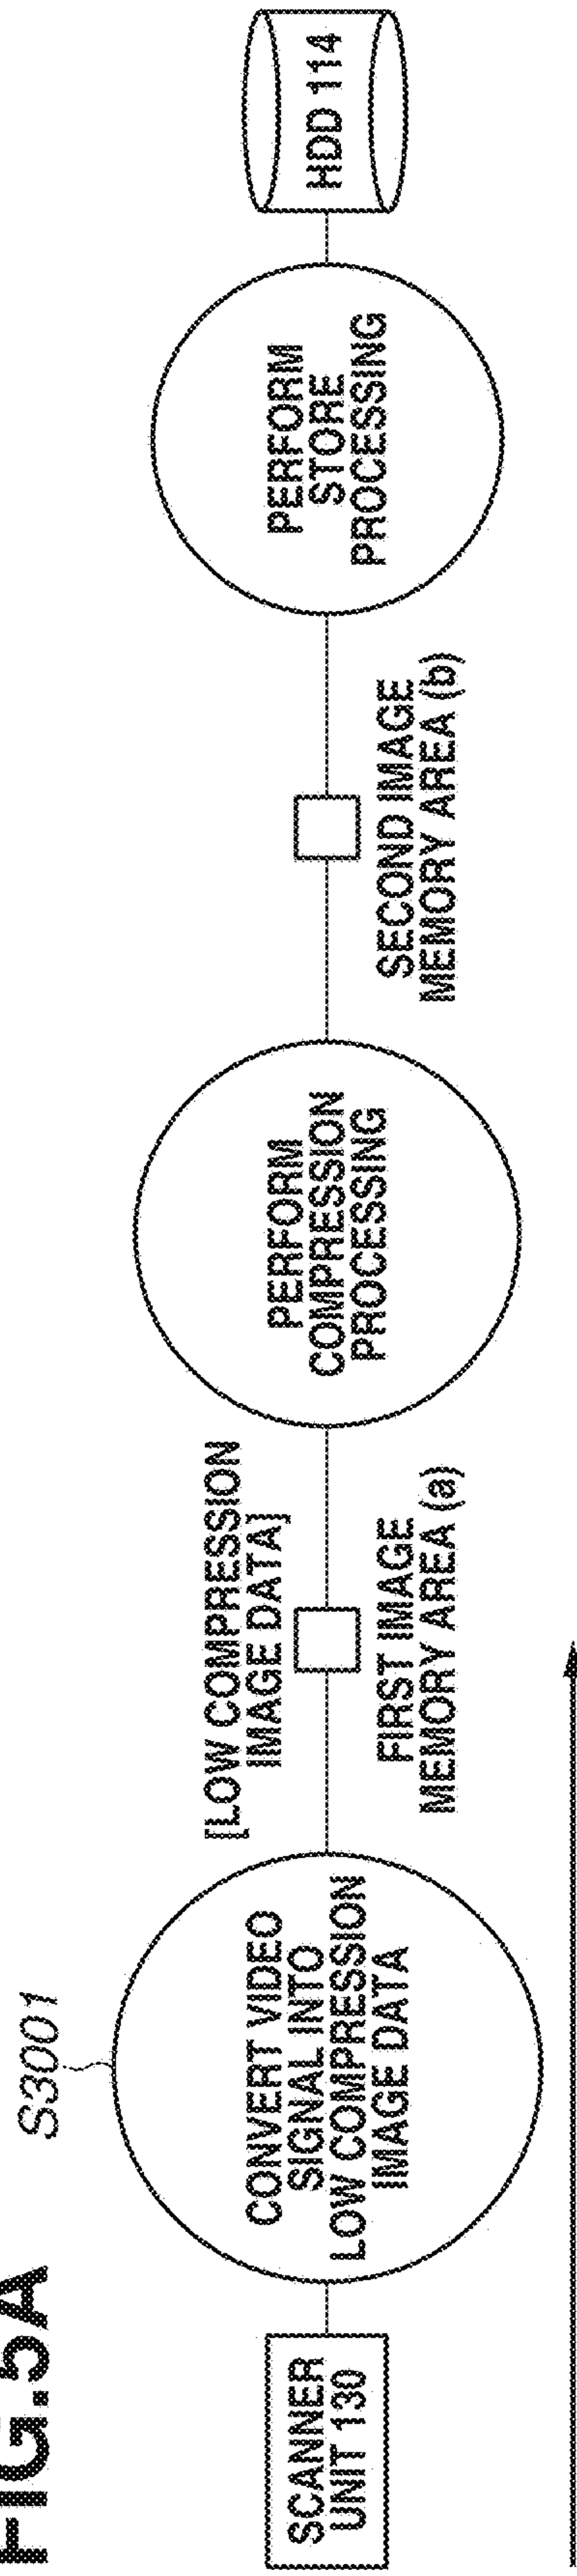 FIG.5A
S3001
SCANNER
UNIT 130
CONVERT VIDEO
SIGNAL INTO
LOW COMPRESSION
IMAGE DATA
[LOW COMPRESSION
IMAGE DATA]
FIRST IMAGE
MEMORY AREA (a)
PERFORM
COMPRESSION
PROCESSING
SECOND IMAGE
MEMORY AREA (b)
PERFORM
STORE
PROCESSING
HDD 114